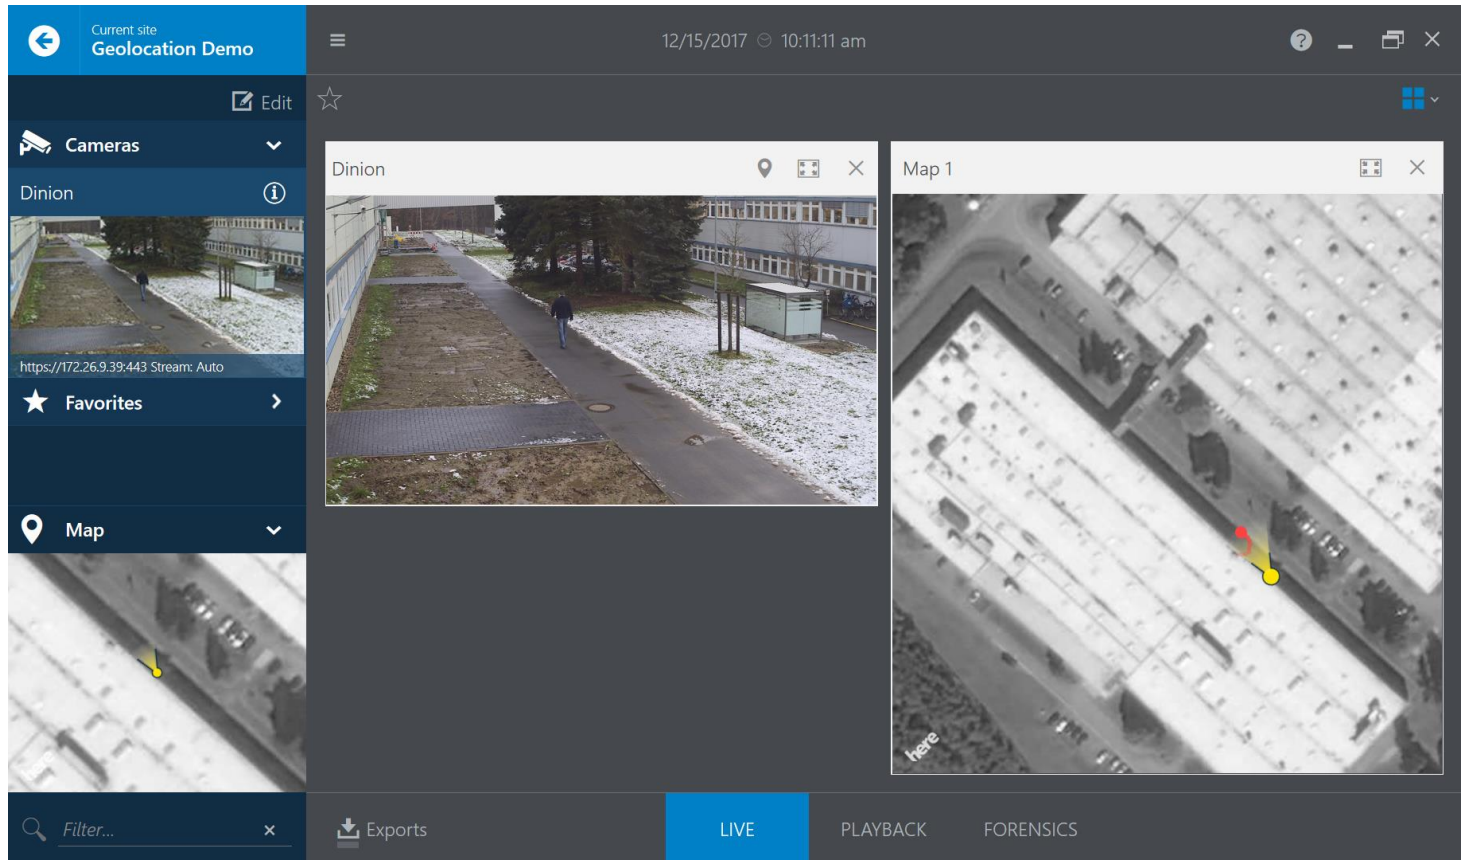 Current site
Geolocation Demo
12/15/2017 10:11:11 am
Edit
Cameras
Dinion
https://172.26.9.39:443 Stream: Auto
Favorites
Map
here
Filter...
Dinion
Map 1
here
Exports
LIVE
PLAYBACK
FORENSICS